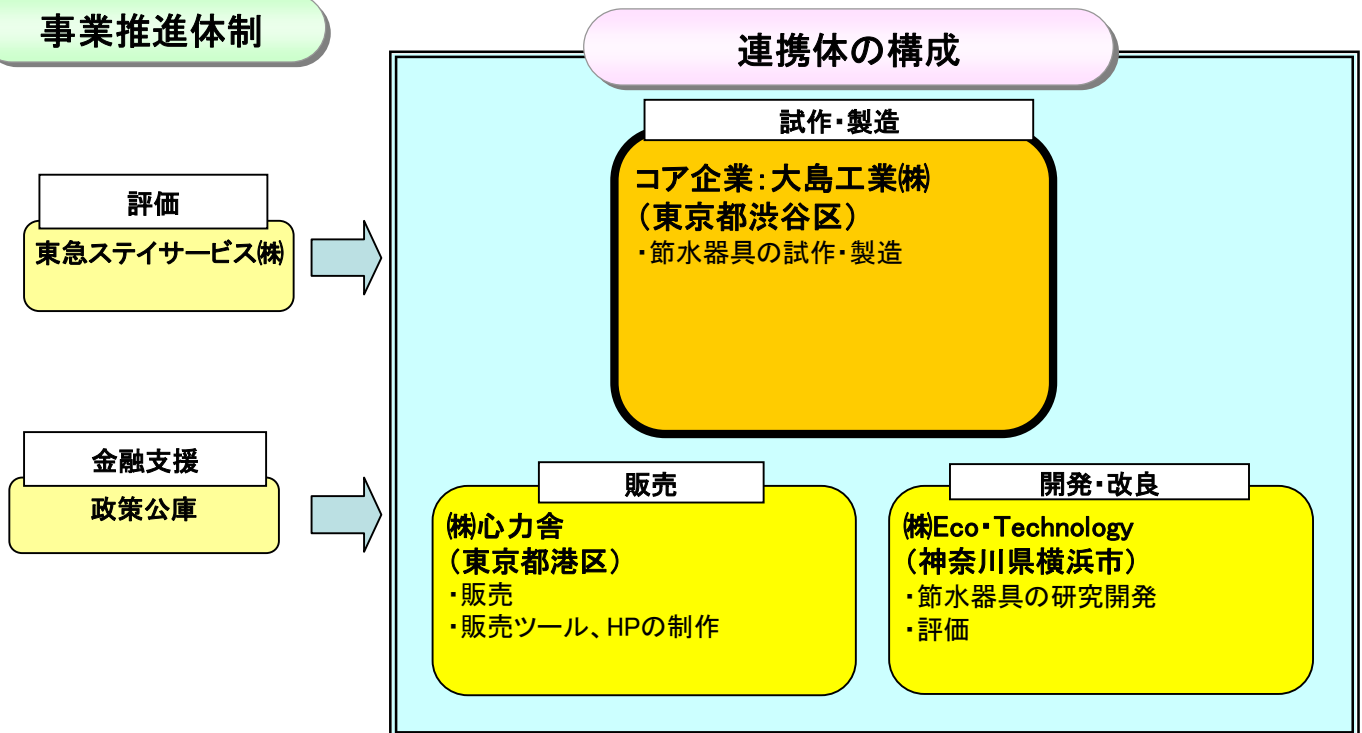 事業推進体制
連携体の構成
試作・製造
コア企業：大島工業㈱
（東京都渋谷区）
・節水器具の試作・製造
評価
東急ステイサービス㈱
金融支援
政策公庫
販売
㈱心力舎
（東京都港区）
・販売
・販売ツール、HPの制作
開発・改良
㈱Eco・Technology
（神奈川県横浜市）
・節水器具の研究開発
・評価